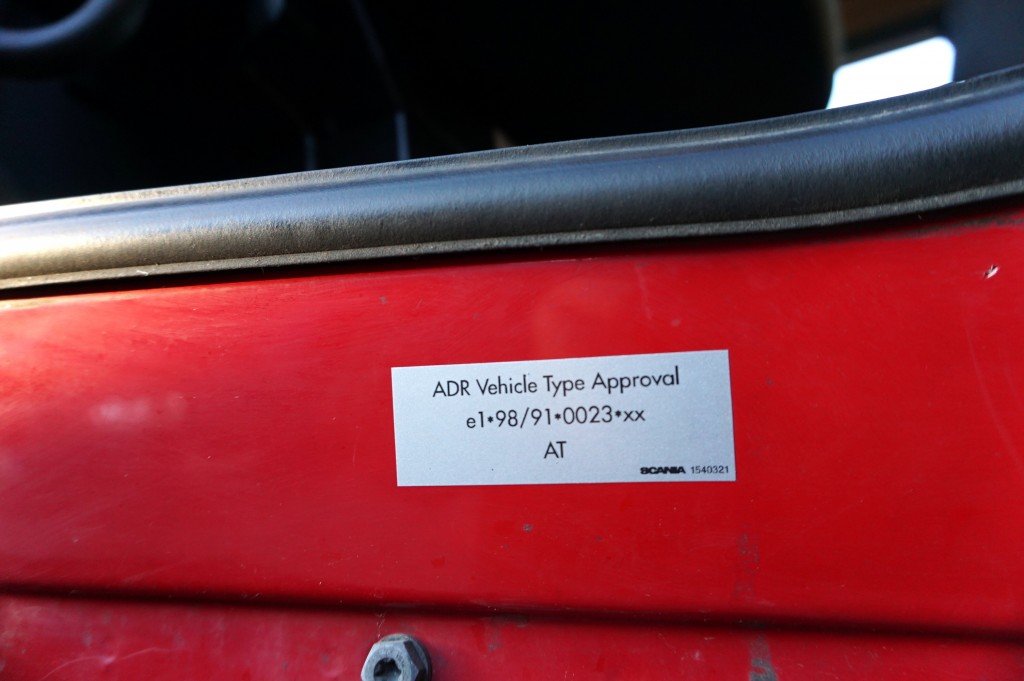 ADR Vehicle Type Approval
e1*98/91*0023*xx
AT
SCANIA 1540321